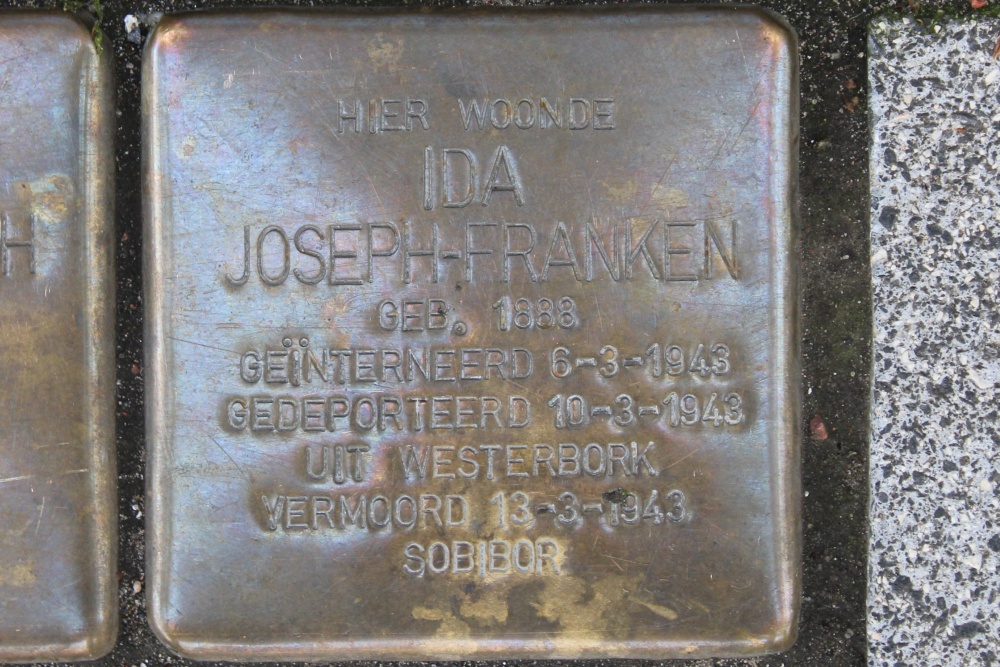 H
HIER WOONDE
IDA
JOSEPH-FRANKEN
GEB. 1888
GEÏNTERNEERD 6-3-1943
GEDEPORTEERD 10-3-1943
UIT WESTERBORK
VERMOORD 13-3-1943
SOBIBOR